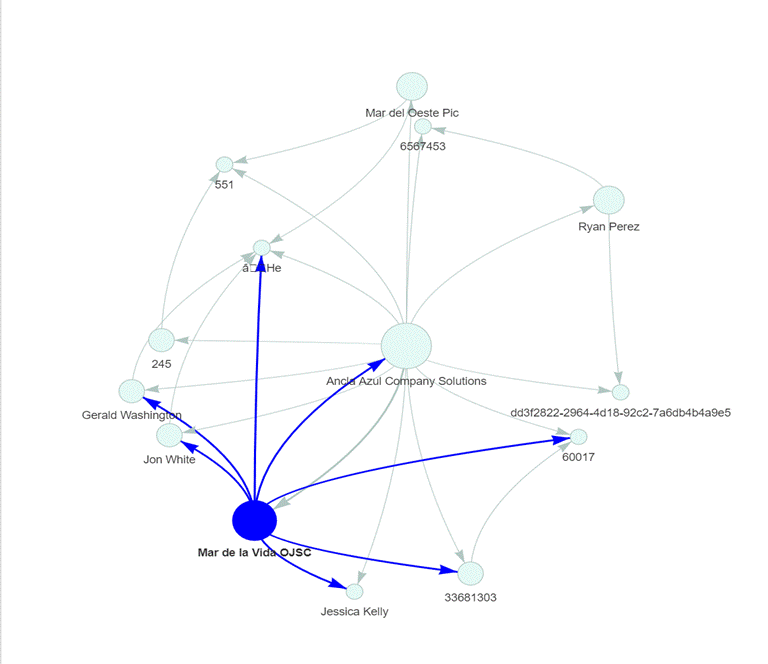 Mar del Oeste Pic
6567453
551
Ryan Perez
He
245
Ancla Azul Company Solutions
Gerald Washington
dd3f2822-2964-4d18-92c2-7a6db4b4a9e5
Jon White
60017
Mar de la Vida OJSC
33681303
Jessica Kelly